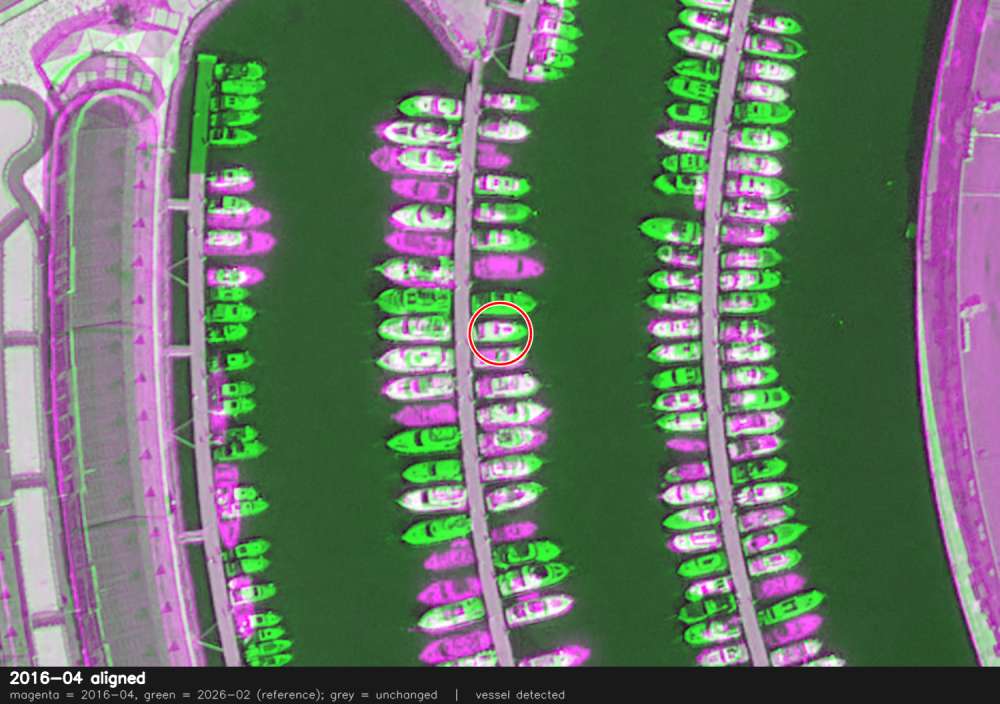 2016-04 aligned
magenta = 2016-04, green = 2026-02 (reference); grey = unchanged | vessel detected